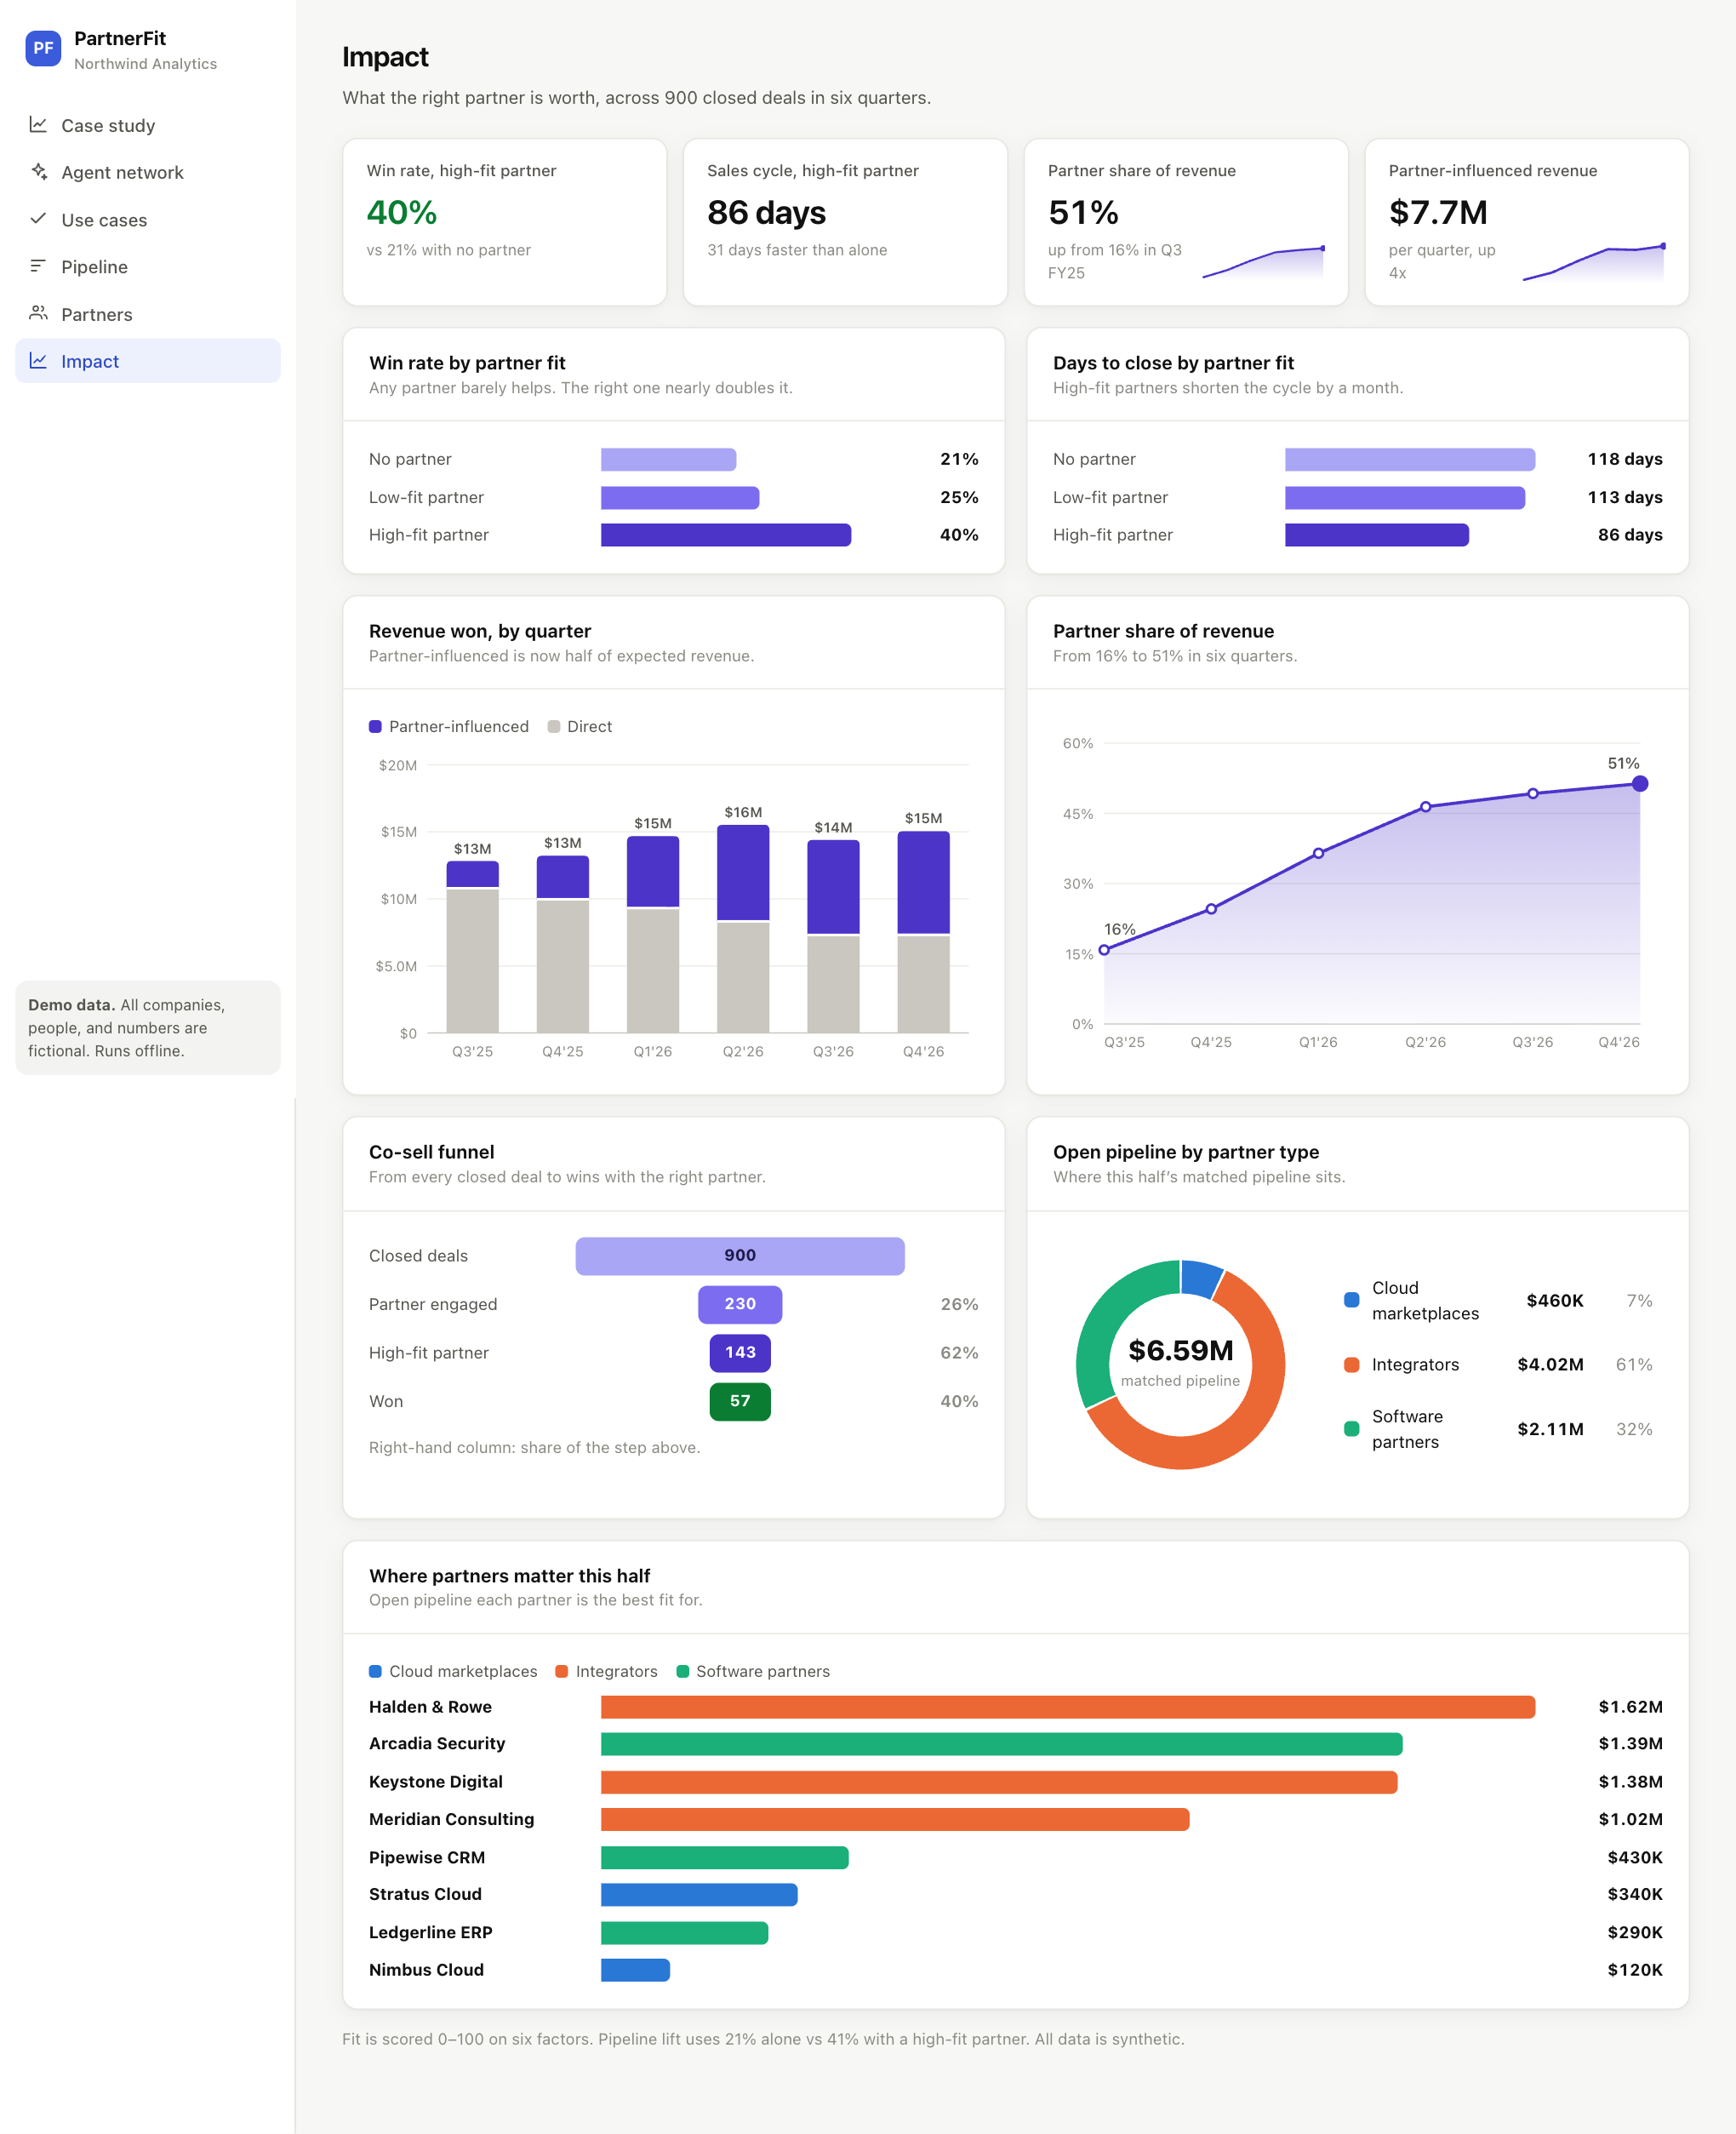 PF
PartnerFit
Northwind Analytics
Case study
Agent network
Use cases
Pipeline
Partners
Impact
Demo data. All companies,
people, and numbers are
fictional. Runs offline.
Impact
What the right partner is worth, across 900 closed deals in six quarters.
Win rate, high-fit partner
40%
vs 21% with no partner
Sales cycle, high-fit partner
86 days
31 days faster than alone
Partner share of revenue
51%
up from 16% in Q3
FY25
Partner-influenced revenue
$7.7M
per quarter, up
4x
Win rate by partner fit
Any partner barely helps. The right one nearly doubles it.
No partner 21%
Low-fit partner 25%
High-fit partner 40%
Days to close by partner fit
High-fit partners shorten the cycle by a month.
No partner 118 days
Low-fit partner 113 days
High-fit partner 86 days
Revenue won, by quarter
Partner-influenced is now half of expected revenue.
Partner-influenced Direct
$20M
$15M
$10M
$5.0M
$0
$13M $13M $15M $16M $14M $15M
Q3'25 Q4'25 Q1'26 Q2'26 Q3'26 Q4'26
Partner share of revenue
From 16% to 51% in six quarters.
60%
45%
30%
15%
0%
16%
51%
Q3'25 Q4'25 Q1'26 Q2'26 Q3'26 Q4'26
Co-sell funnel
From every closed deal to wins with the right partner.
Closed deals 900
Partner engaged 230 26%
High-fit partner 143 62%
Won 57 40%
Right-hand column: share of the step above.
Open pipeline by partner type
Where this half’s matched pipeline sits.
$6.59M
matched pipeline
Cloud
marketplaces $460K 7%
Integrators $4.02M 61%
Software
partners $2.11M 32%
Where partners matter this half
Open pipeline each partner is the best fit for.
Cloud marketplaces Integrators Software partners
Halden & Rowe $1.62M
Arcadia Security $1.39M
Keystone Digital $1.38M
Meridian Consulting $1.02M
Pipewise CRM $430K
Stratus Cloud $340K
Ledgerline ERP $290K
Nimbus Cloud $120K
Fit is scored 0–100 on six factors. Pipeline lift uses 21% alone vs 41% with a high-fit partner. All data is synthetic.